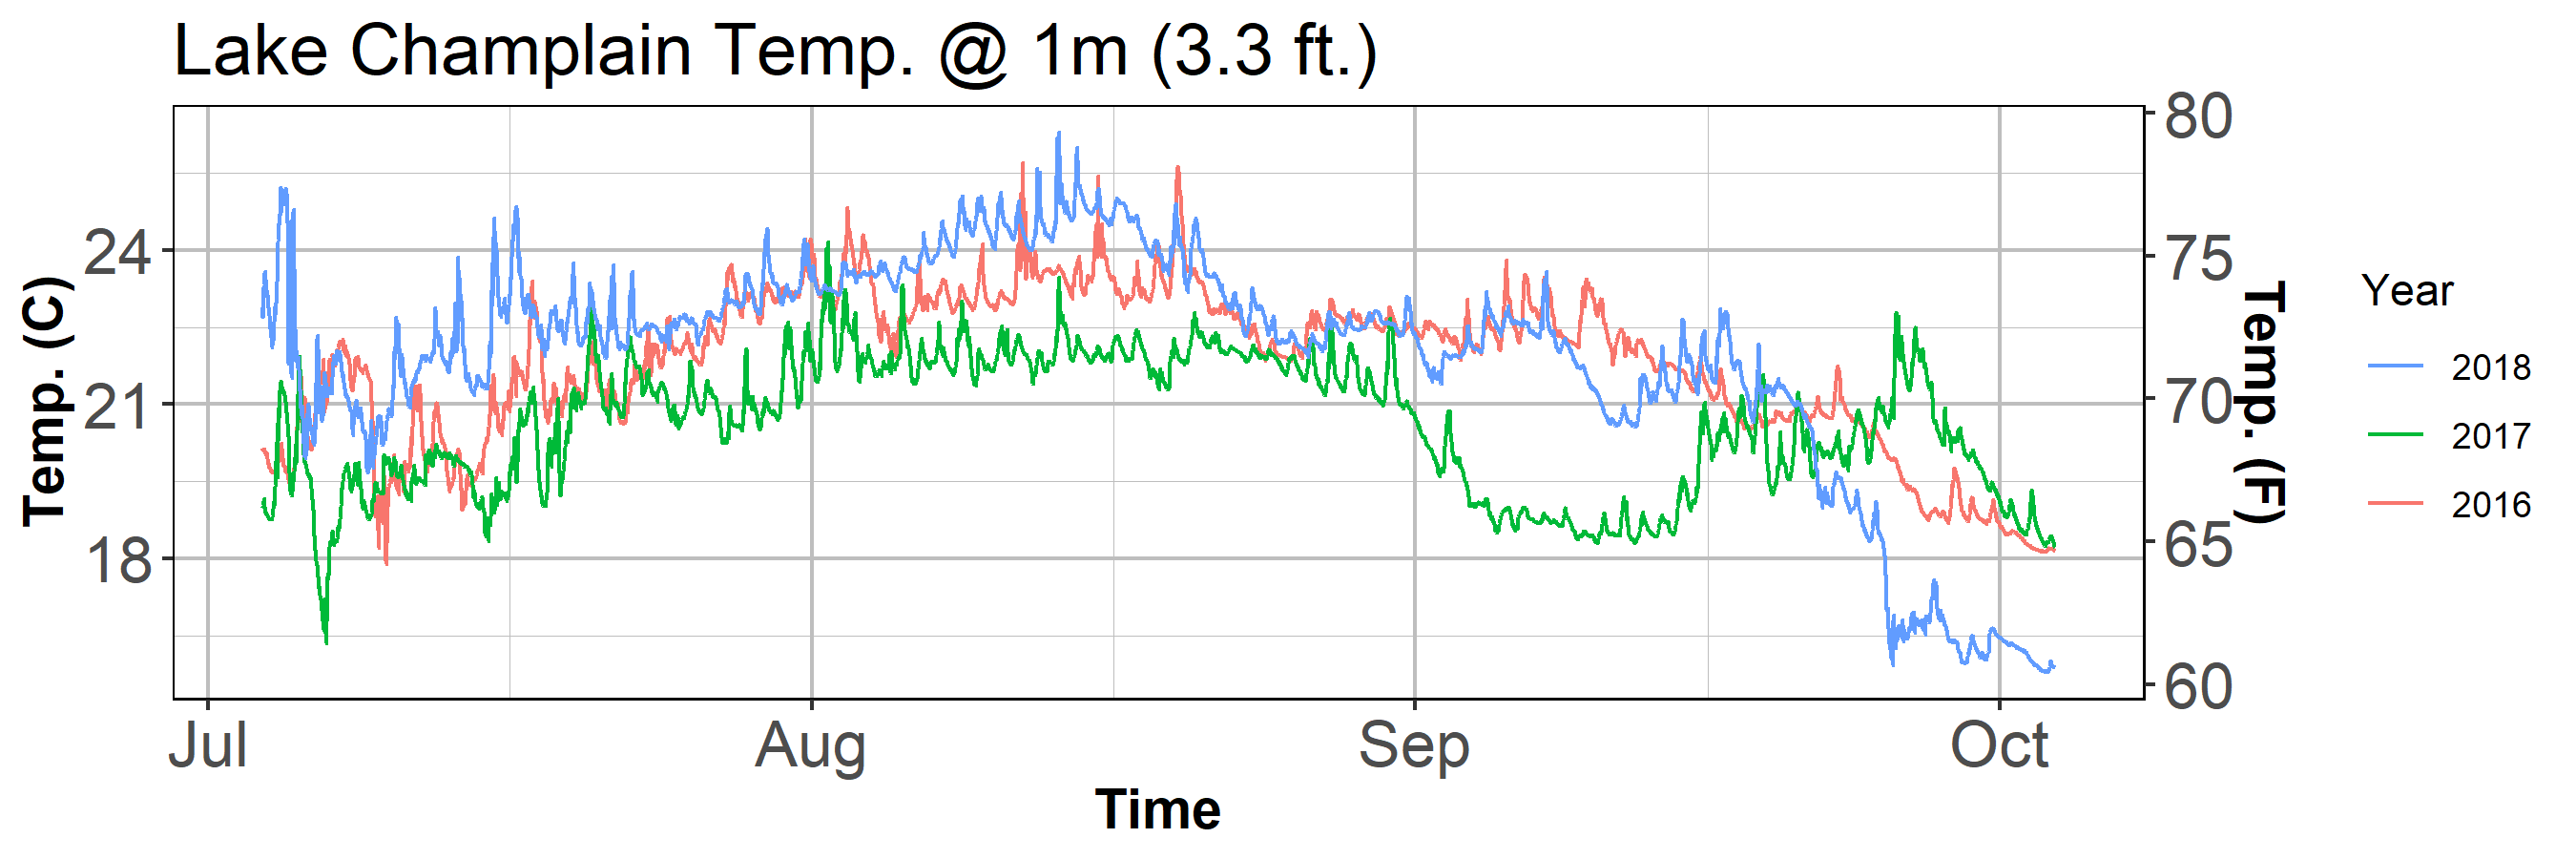 Lake Champlain Temp. @ 1m (3.3 ft.)
Temp. (C)
24
21
18
80
75
70
65
60
Temp. (F)
Jul
Aug
Sep
Oct
Time
Year
2018
2017
2016